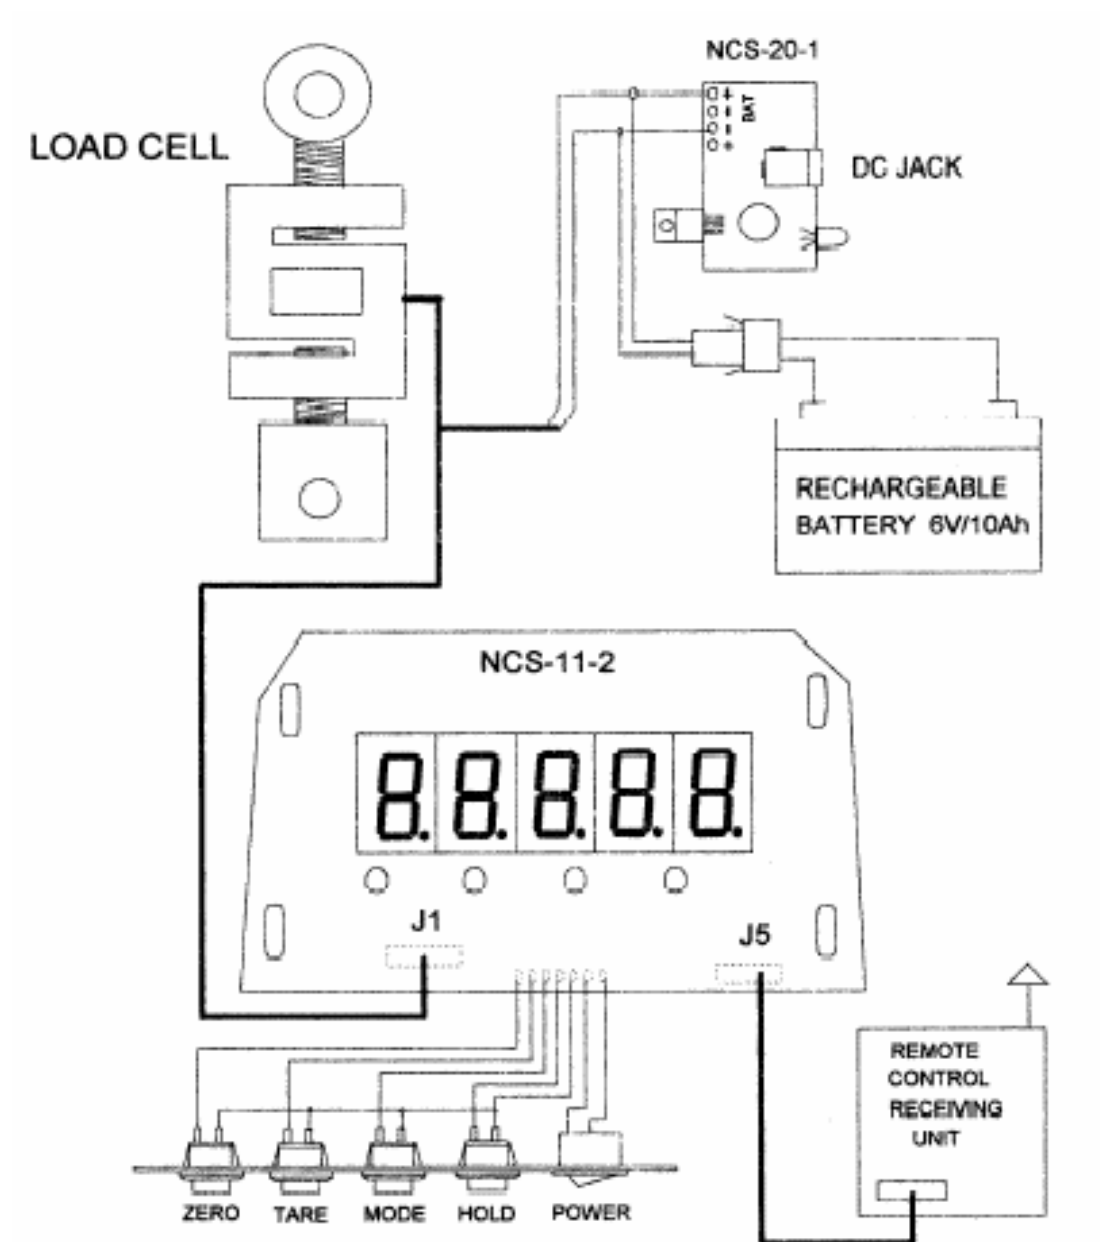 NCS-20-1
LOAD CELL
BAT
DC JACK
RECHARGEABLE
BATTERY 6V/10Ah
NCS-11-2
8.8.8.8.8.
J1
J5
REMOTE
CONTROL
RECEIVING
UNIT
ZERO TARE MODE HOLD POWER